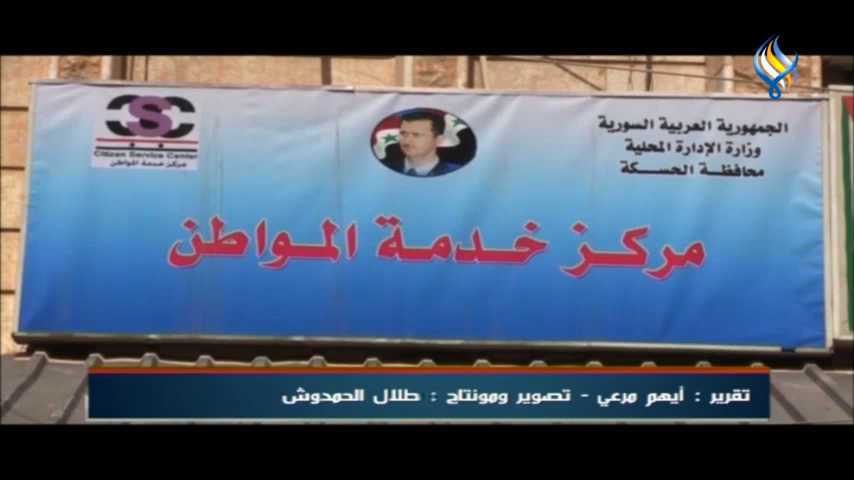 الجمهورية العربية السورية
وزارة الإدارة المحلية
محافظة الحسكة
CSC
Citizen Service Center
مركز خدمة المواطن
مركز خدمة المواطن
تقرير : أيهم مرعي - تصوير ومونتاج : طلال الحمدوش